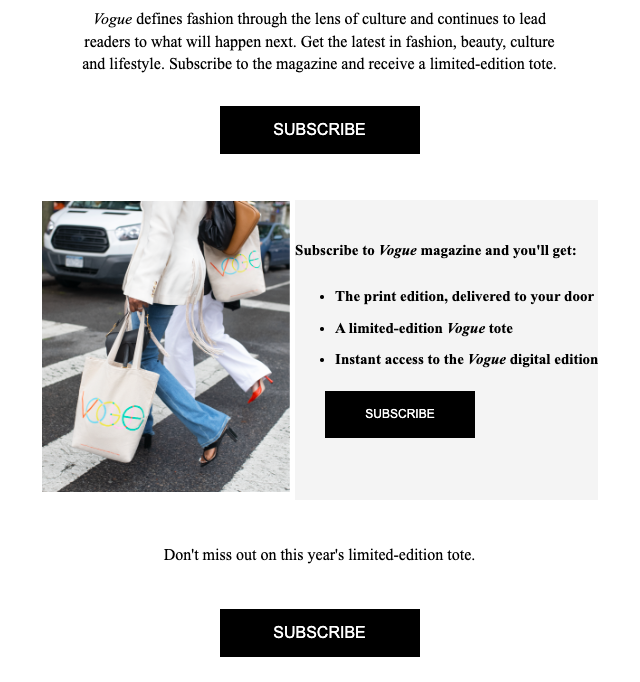 Vogue defines fashion through the lens of culture and continues to lead
readers to what will happen next. Get the latest in fashion, beauty, culture
and lifestyle. Subscribe to the magazine and receive a limited-edition tote.
SUBSCRIBE
VOGUE
VOGUE
Subscribe to Vogue magazine and you'll get:
• The print edition, delivered to your door
• A limited-edition Vogue tote
• Instant access to the Vogue digital edition
SUBSCRIBE
Don't miss out on this year's limited-edition tote.
SUBSCRIBE